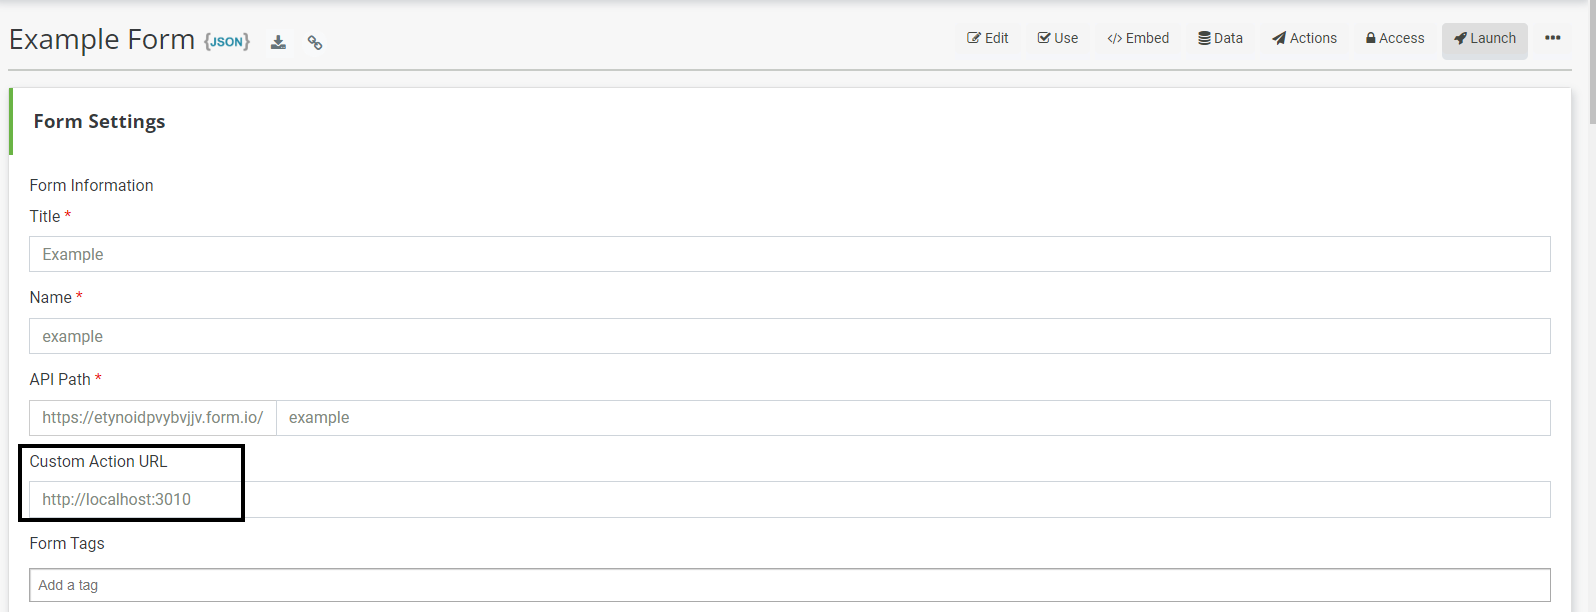 Example Form {JSON}
Edit Use </> Embed Data Actions Access Launch
Form Settings
Form Information
Title *
Example
Name *
example
API Path *
https://etynoidpvybvjjv.form.io/ example
Custom Action URL
http://localhost:3010
Form Tags
Add a tag